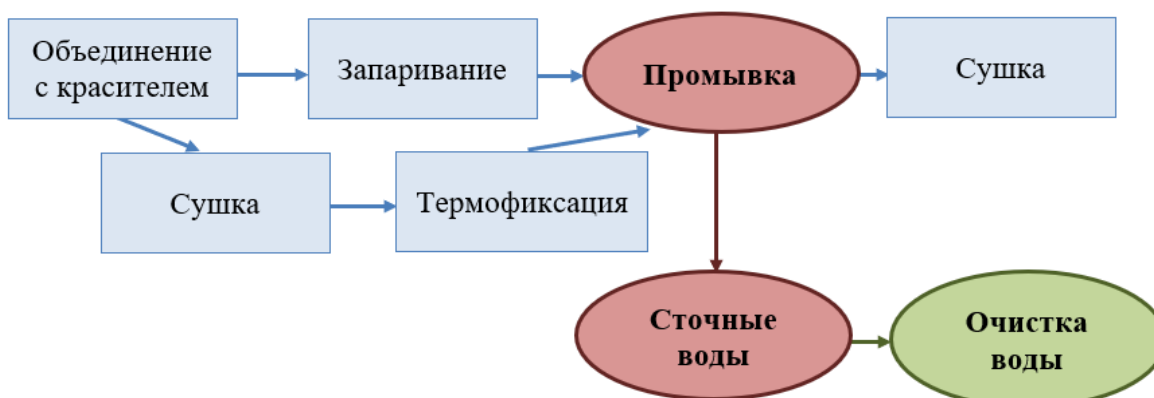 Объединение
с красителем
Запаривание
Промывка
Сушка
Сушка
Термофиксация
Сточные
воды
Очистка
воды